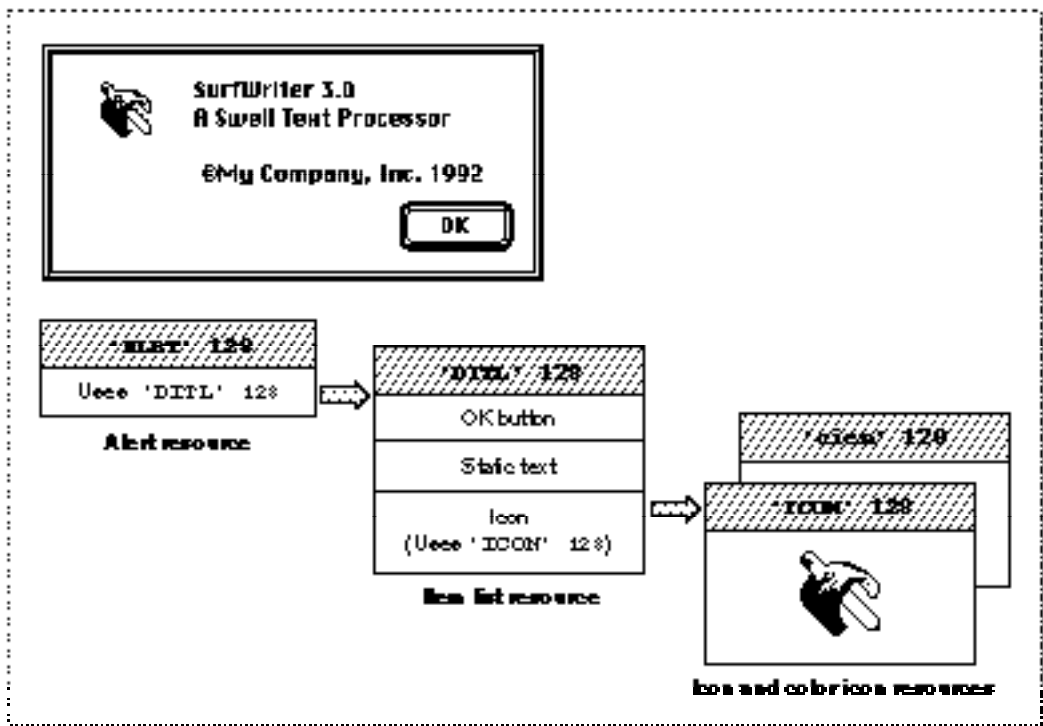 SurfWriter 3.0
A Swell Text Processor
©My Company, Inc. 1992
OK
'ALRT' 128
Uses 'DITL' 128
Alert resource
'DITL' 128
OK button
Static text
Icon
(Uses 'ICON' 128)
Item list resource
'cicn' 128
'ICON' 128
Icon and color icon resources